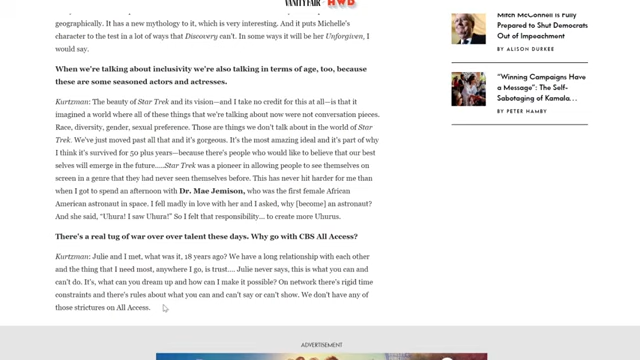 VANITY FAIR HWD
geographically. It has a new mythology to it, which is very interesting. And it puts Michelle's
character to the test in a lot of ways that Discovery can't. In some ways it will be her Unforgiven, I
would say.
When we're talking about inclusivity we're also talking in terms of age, too, because
these are some seasoned actors and actresses.
Kurtzman: The beauty of Star Trek and its vision—and I take no credit for this at all—is that it
imagined a world where all of these things that we're talking about now were not conversation pieces.
Race, diversity, gender, sexual preference. Those are things we don't talk about in the world of Star
Trek. We've just moved past all that and it's gorgeous. It's the most amazing ideal and it's part of why
I think it's survived for 50 plus years—because there's people who would like to believe that our best
selves will emerge in the future.....Star Trek was a pioneer in allowing people to see themselves on
screen in a genre that they had never seen themselves before. This has never hit harder for me than
when I got to spend an afternoon with Dr. Mae Jemison, who was the first female African
American astronaut in space. I fell madly in love with her and I asked, why [become] an astronaut?
And she said, "Uhura! I saw Uhura!" So I felt that responsibility... to create more Uhurus.
There's a real tug of war over over talent these days. Why go with CBS All Access?
Kurtzman: Julie and I met, what was it, 18 years ago? We have a long relationship with each other
and the thing that I need most, anywhere I go, is trust.... Julie never says, this is what you can and
can't do. It's, what can you dream up and how can I make it possible? On network there's rigid time
constraints and there's rules about what you can and can't say or can't show. We don't have any of
those strictures on All Access.
Mitch McConnell Is Fully
Prepared to Shut Democrats
Out of Impeachment
BY ALISON DURKEE
"Winning Campaigns Have
a Message": The Self-
Sabotaging of Kamala...
BY PETER HAMBY
ADVERTISEMENT